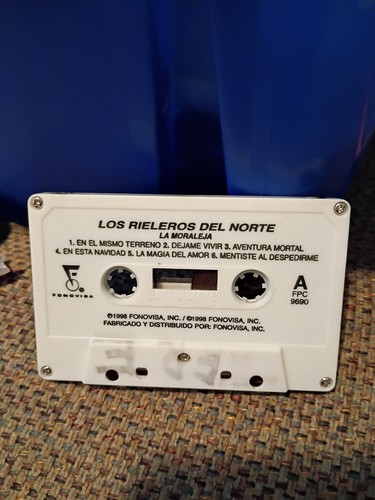 LOS RIELEROS DEL NORTE
LA MORALEJA
1. EN EL MISMO TERRENO 2. DEJAME VIVIR 3. AVENTURA MORTAL
4. EN ESTA NAVIDAD 5. LA MAGIA DEL AMOR 6. MENTISTE AL DESPEDIRME
FONOVISA
A
FPC
9690
℗1998 FONOVISA, INC. / ©1998 FONOVISA, INC.
FABRICADO Y DISTRIBUIDO POR: FONOVISA, INC.